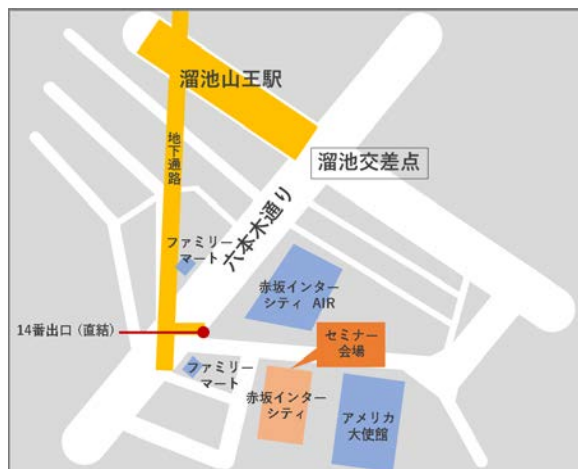 溜池山王駅
地下通路
溜池交差点
六本木通り
ファミリー
マート
赤坂インター
シティ AIR
14番出口 (直結)
セミナー
会場
ファミリー
マート
赤坂インター
シティ
アメリカ
大使館